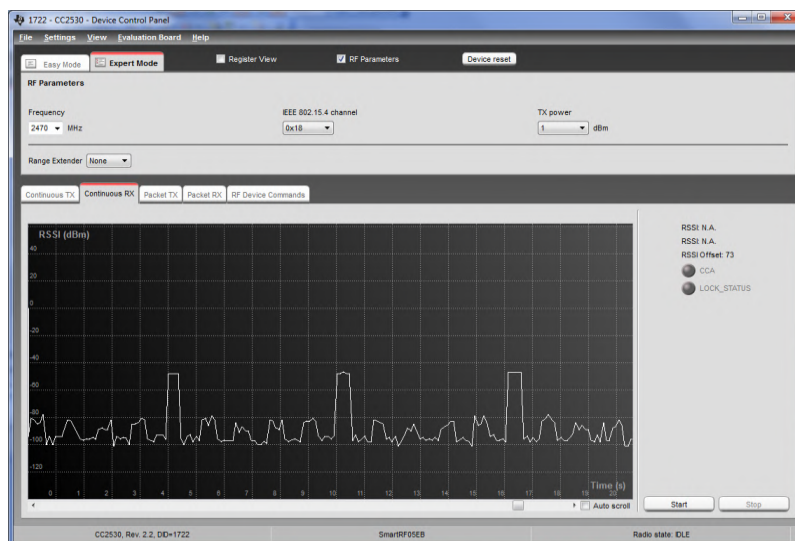 1722 - CC2530 - Device Control Panel
File Settings View Evaluation Board Help
Easy Mode Expert Mode Register View RF Parameters Device reset
RF Parameters
Frequency IEEE 802.15.4 channel TX power
2470 MHz 0x18 1 dBm
Range Extender None
Continuous TX Continuous RX Packet TX Packet RX RF Device Commands
RSSI (dBm)
40
20
0
-20
-40
-60
-80
-100
-120
Time (s)
0 1 2 3 4 5 6 7 8 9 10 11 12 13 14 15 16 17 18 19 20
Auto scroll
RSSI: N.A.
RSSI: N.A.
RSSI Offset: 73
CCA
LOCK_STATUS
Start Stop
CC2530, Rev. 2.2, DID=1722 SmartRF05EB Radio state: IDLE